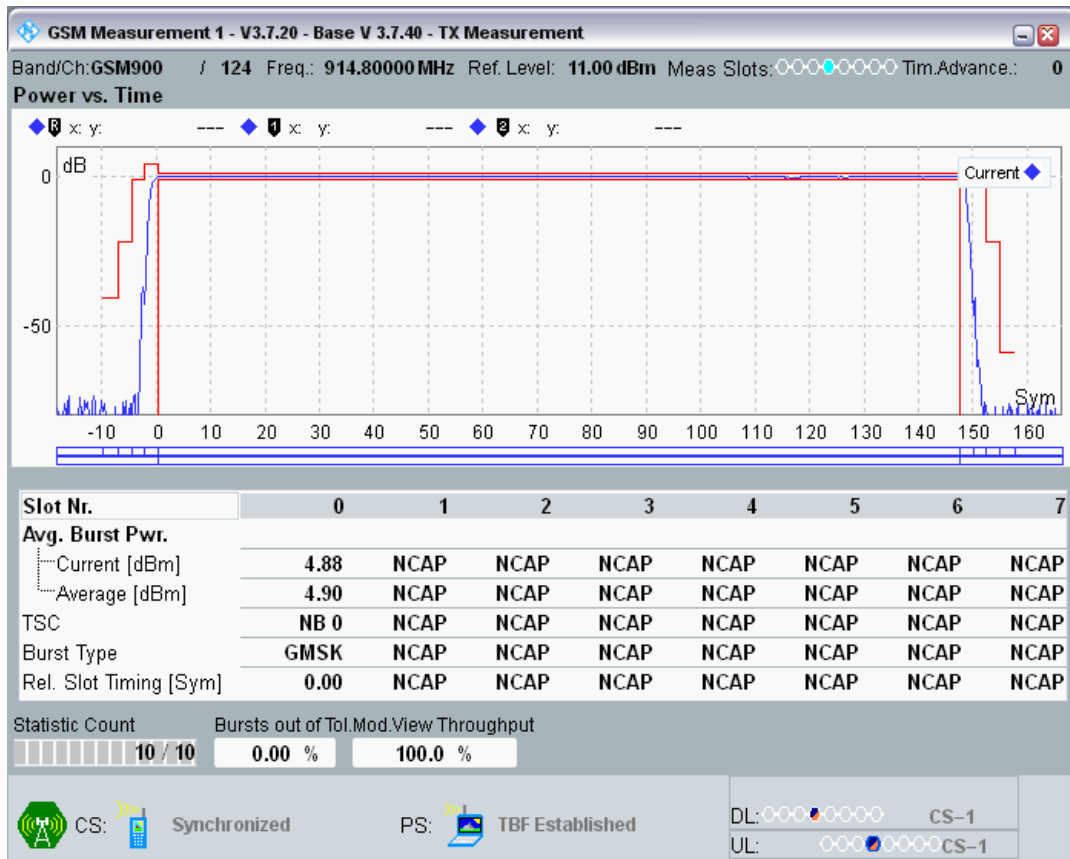 GSM Measurement 1 - V3.7.20 - Base V 3.7.40 - TX Measurement
Band/Ch:GSM900 / 124 Freq.: 914.80000 MHz Ref. Level: 11.00 dBm Meas Slots: Tim.Advance.: 0
Power vs. Time
R x: y: --- 1 x: y: --- 2 x: y: ---
dB
Current
0
-50
Sym
-10 0 10 20 30 40 50 60 70 80 90 100 110 120 130 140 150 160
Slot Nr. 0 1 2 3 4 5 6 7
Avg. Burst Pwr.
Current [dBm] 4.88 NCAP NCAP NCAP NCAP NCAP NCAP NCAP
Average [dBm] 4.90 NCAP NCAP NCAP NCAP NCAP NCAP NCAP
TSC NB 0 NCAP NCAP NCAP NCAP NCAP NCAP NCAP
Burst Type GMSK NCAP NCAP NCAP NCAP NCAP NCAP NCAP
Rel. Slot Timing [Sym] 0.00 NCAP NCAP NCAP NCAP NCAP NCAP NCAP
Statistic Count Bursts out of Tol.Mod.View Throughput
10 / 10 0.00 % 100.0 %
CS: Synchronized PS: TBF Established
DL: CS-1
UL: CS-1